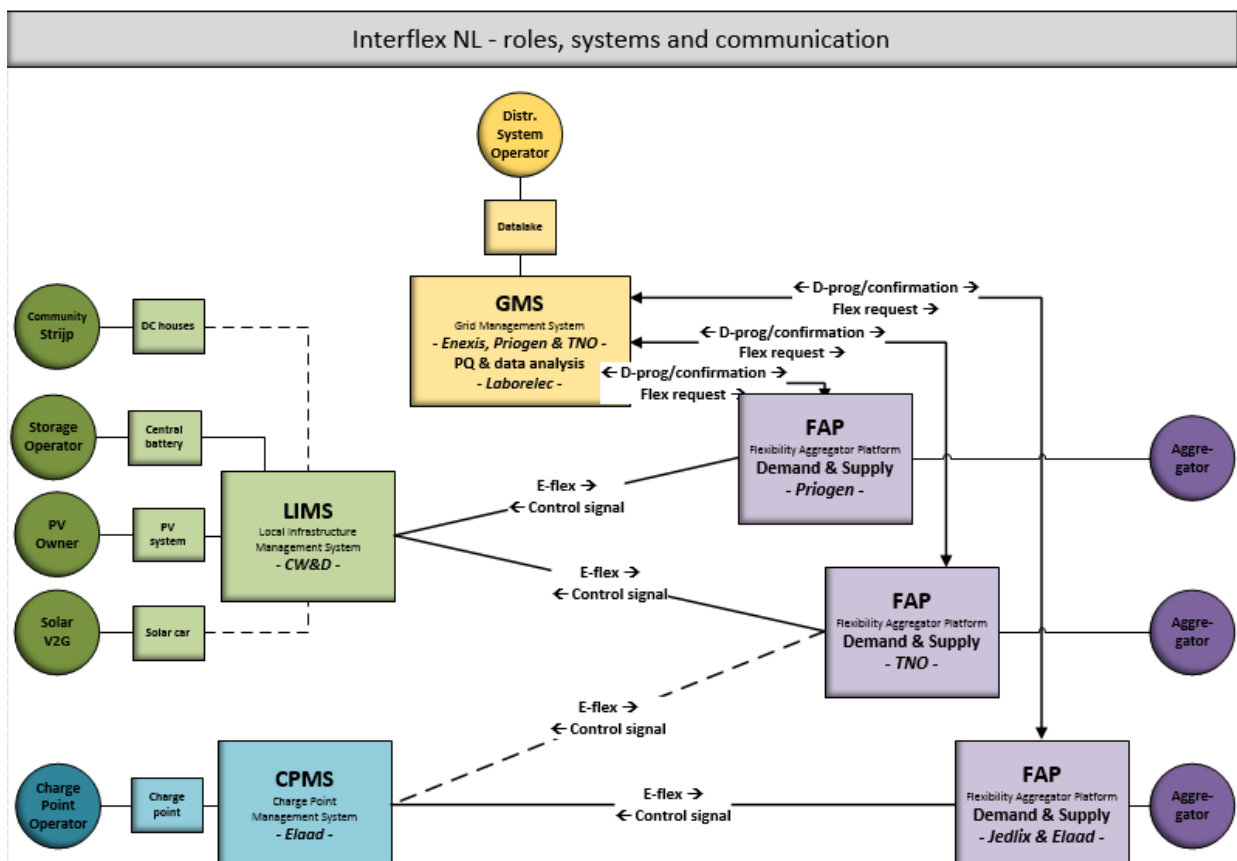 Interflex NL - roles, systems and communication
Distr.
System
Operator
Datalake
GMS
Grid Management System
- Enexis, Priogen & TNO -
PQ & data analysis
- Laborelec -
← D-prog/confirmation
Flex request →
← D-prog/confirmation
Flex request →
← D-prog/confirmation
Flex request →
Community
Strijp
DC houses
Storage
Operator
Central
battery
PV
Owner
PV
system
Solar
V2G
Solar car
LIMS
Local Infrastructure
Management System
- CW&D -
E-flex →
← Control signal
E-flex →
← Control signal
FAP
Flexibility Aggregator Platform
Demand & Supply
- Priogen -
Aggre-
gator
FAP
Flexibility Aggregator Platform
Demand & Supply
- TNO -
Aggre-
gator
E-flex →
← Control signal
Charge
Point
Operator
Charge
point
CPMS
Charge Point
Management System
- Elaad -
E-flex →
← Control signal
FAP
Flexibility Aggregator Platform
Demand & Supply
- Jedlix & Elaad -
Aggre-
gator